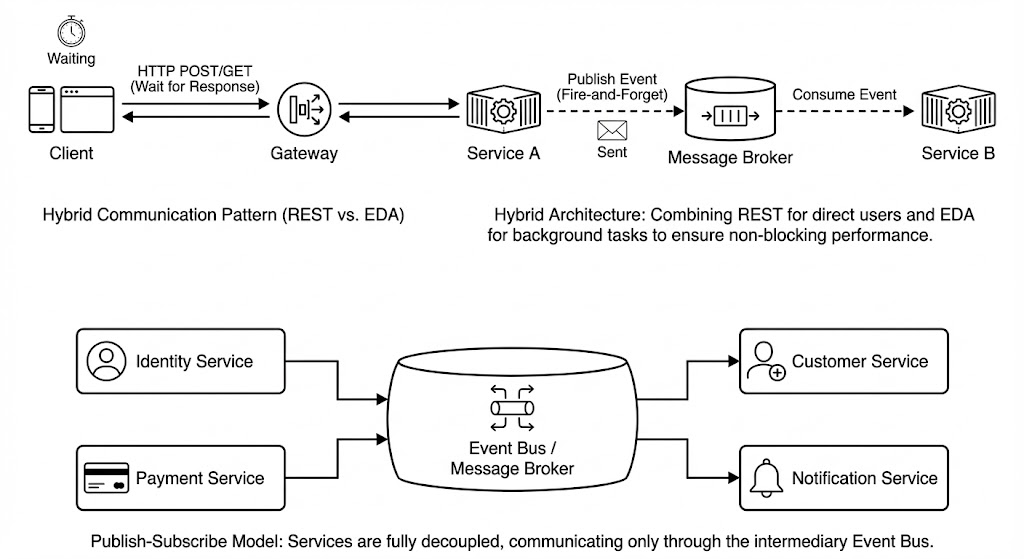 Waiting
HTTP POST/GET
(Wait for Response)
Publish Event
(Fire-and-Forget)
Consume Event
Sent
Client
Gateway
Service A
Message Broker
Service B
Hybrid Communication Pattern (REST vs. EDA)
Hybrid Architecture: Combining REST for direct users and EDA
for background tasks to ensure non-blocking performance.
Identity Service
Customer Service
Event Bus /
Message Broker
Payment Service
Notification Service
Publish-Subscribe Model: Services are fully decoupled, communicating only through the intermediary Event Bus.